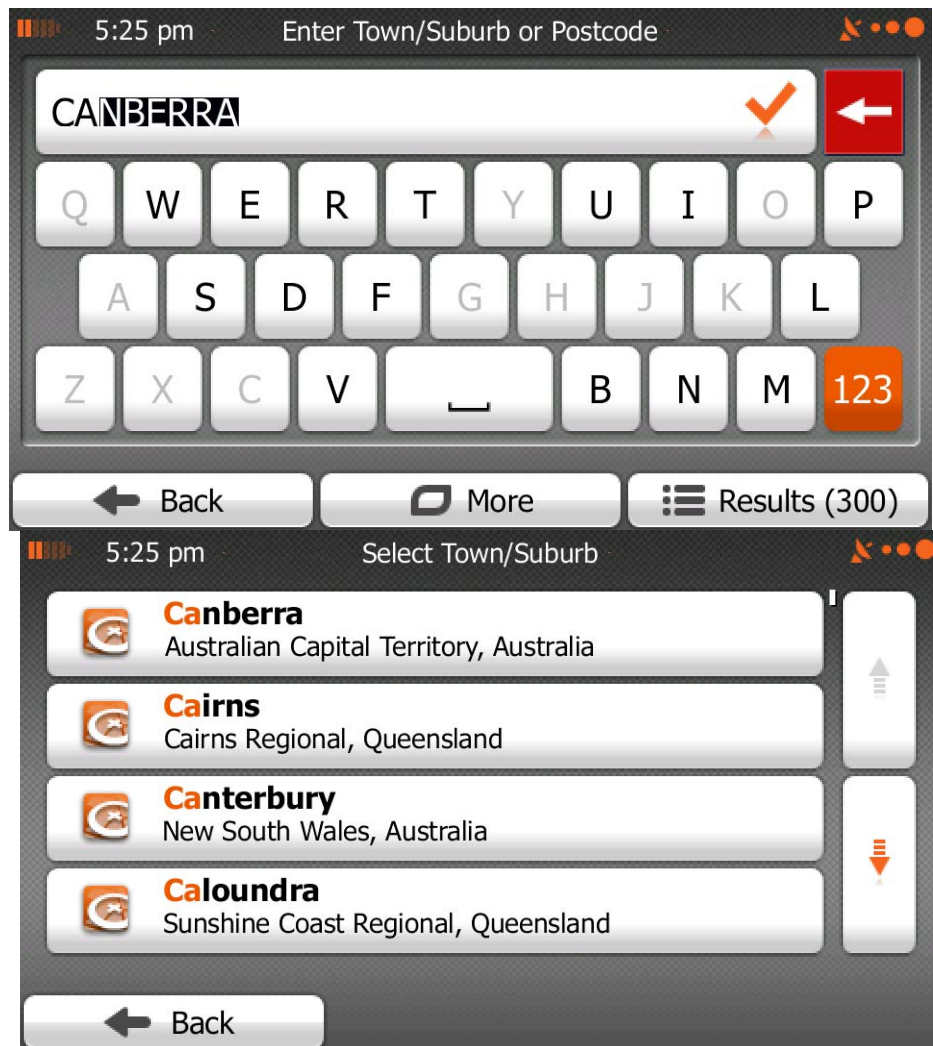 5:25 pm Enter Town/Suburb or Postcode
CANBERRA
Q W E R T Y U I O P
A S D F G H J K L
Z X C V B N M 123
Back More Results (300)
5:25 pm Select Town/Suburb
Canberra
Australian Capital Territory, Australia
Cairns
Cairns Regional, Queensland
Canterbury
New South Wales, Australia
Caloundra
Sunshine Coast Regional, Queensland
Back